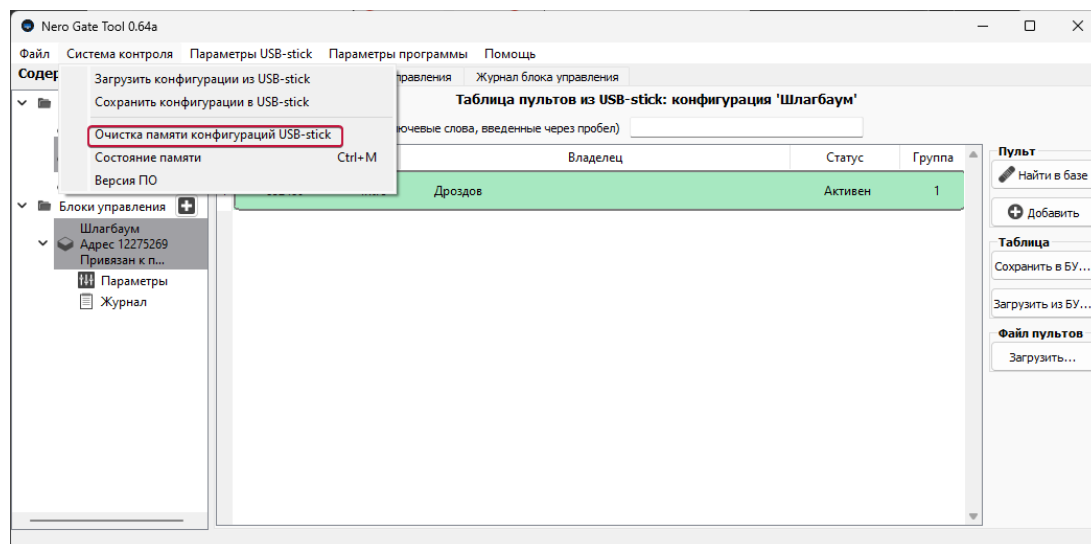 Nero Gate Tool 0.64a
Файл Система контроля Параметры USB-stick Параметры программы Помощь
Загрузить конфигурации из USB-stick
Сохранить конфигурации в USB-stick
Очистка памяти конфигураций USB-stick
Состояние памяти Ctrl+M
Версия ПО
Журнал блока управления
Таблица пультов из USB-stick: конфигурация 'Шлагбаум'
слова, введенные через пробел)
Владелец Статус Группа
Дроздов Активен 1
Блоки управления
Шлагбаум
Адрес 12275269
Привязан к п...
Параметры
Журнал
Пульт
Найти в базе
Добавить
Таблица
Сохранить в БУ...
Загрузить из БУ...
Файл пультов
Загрузить...